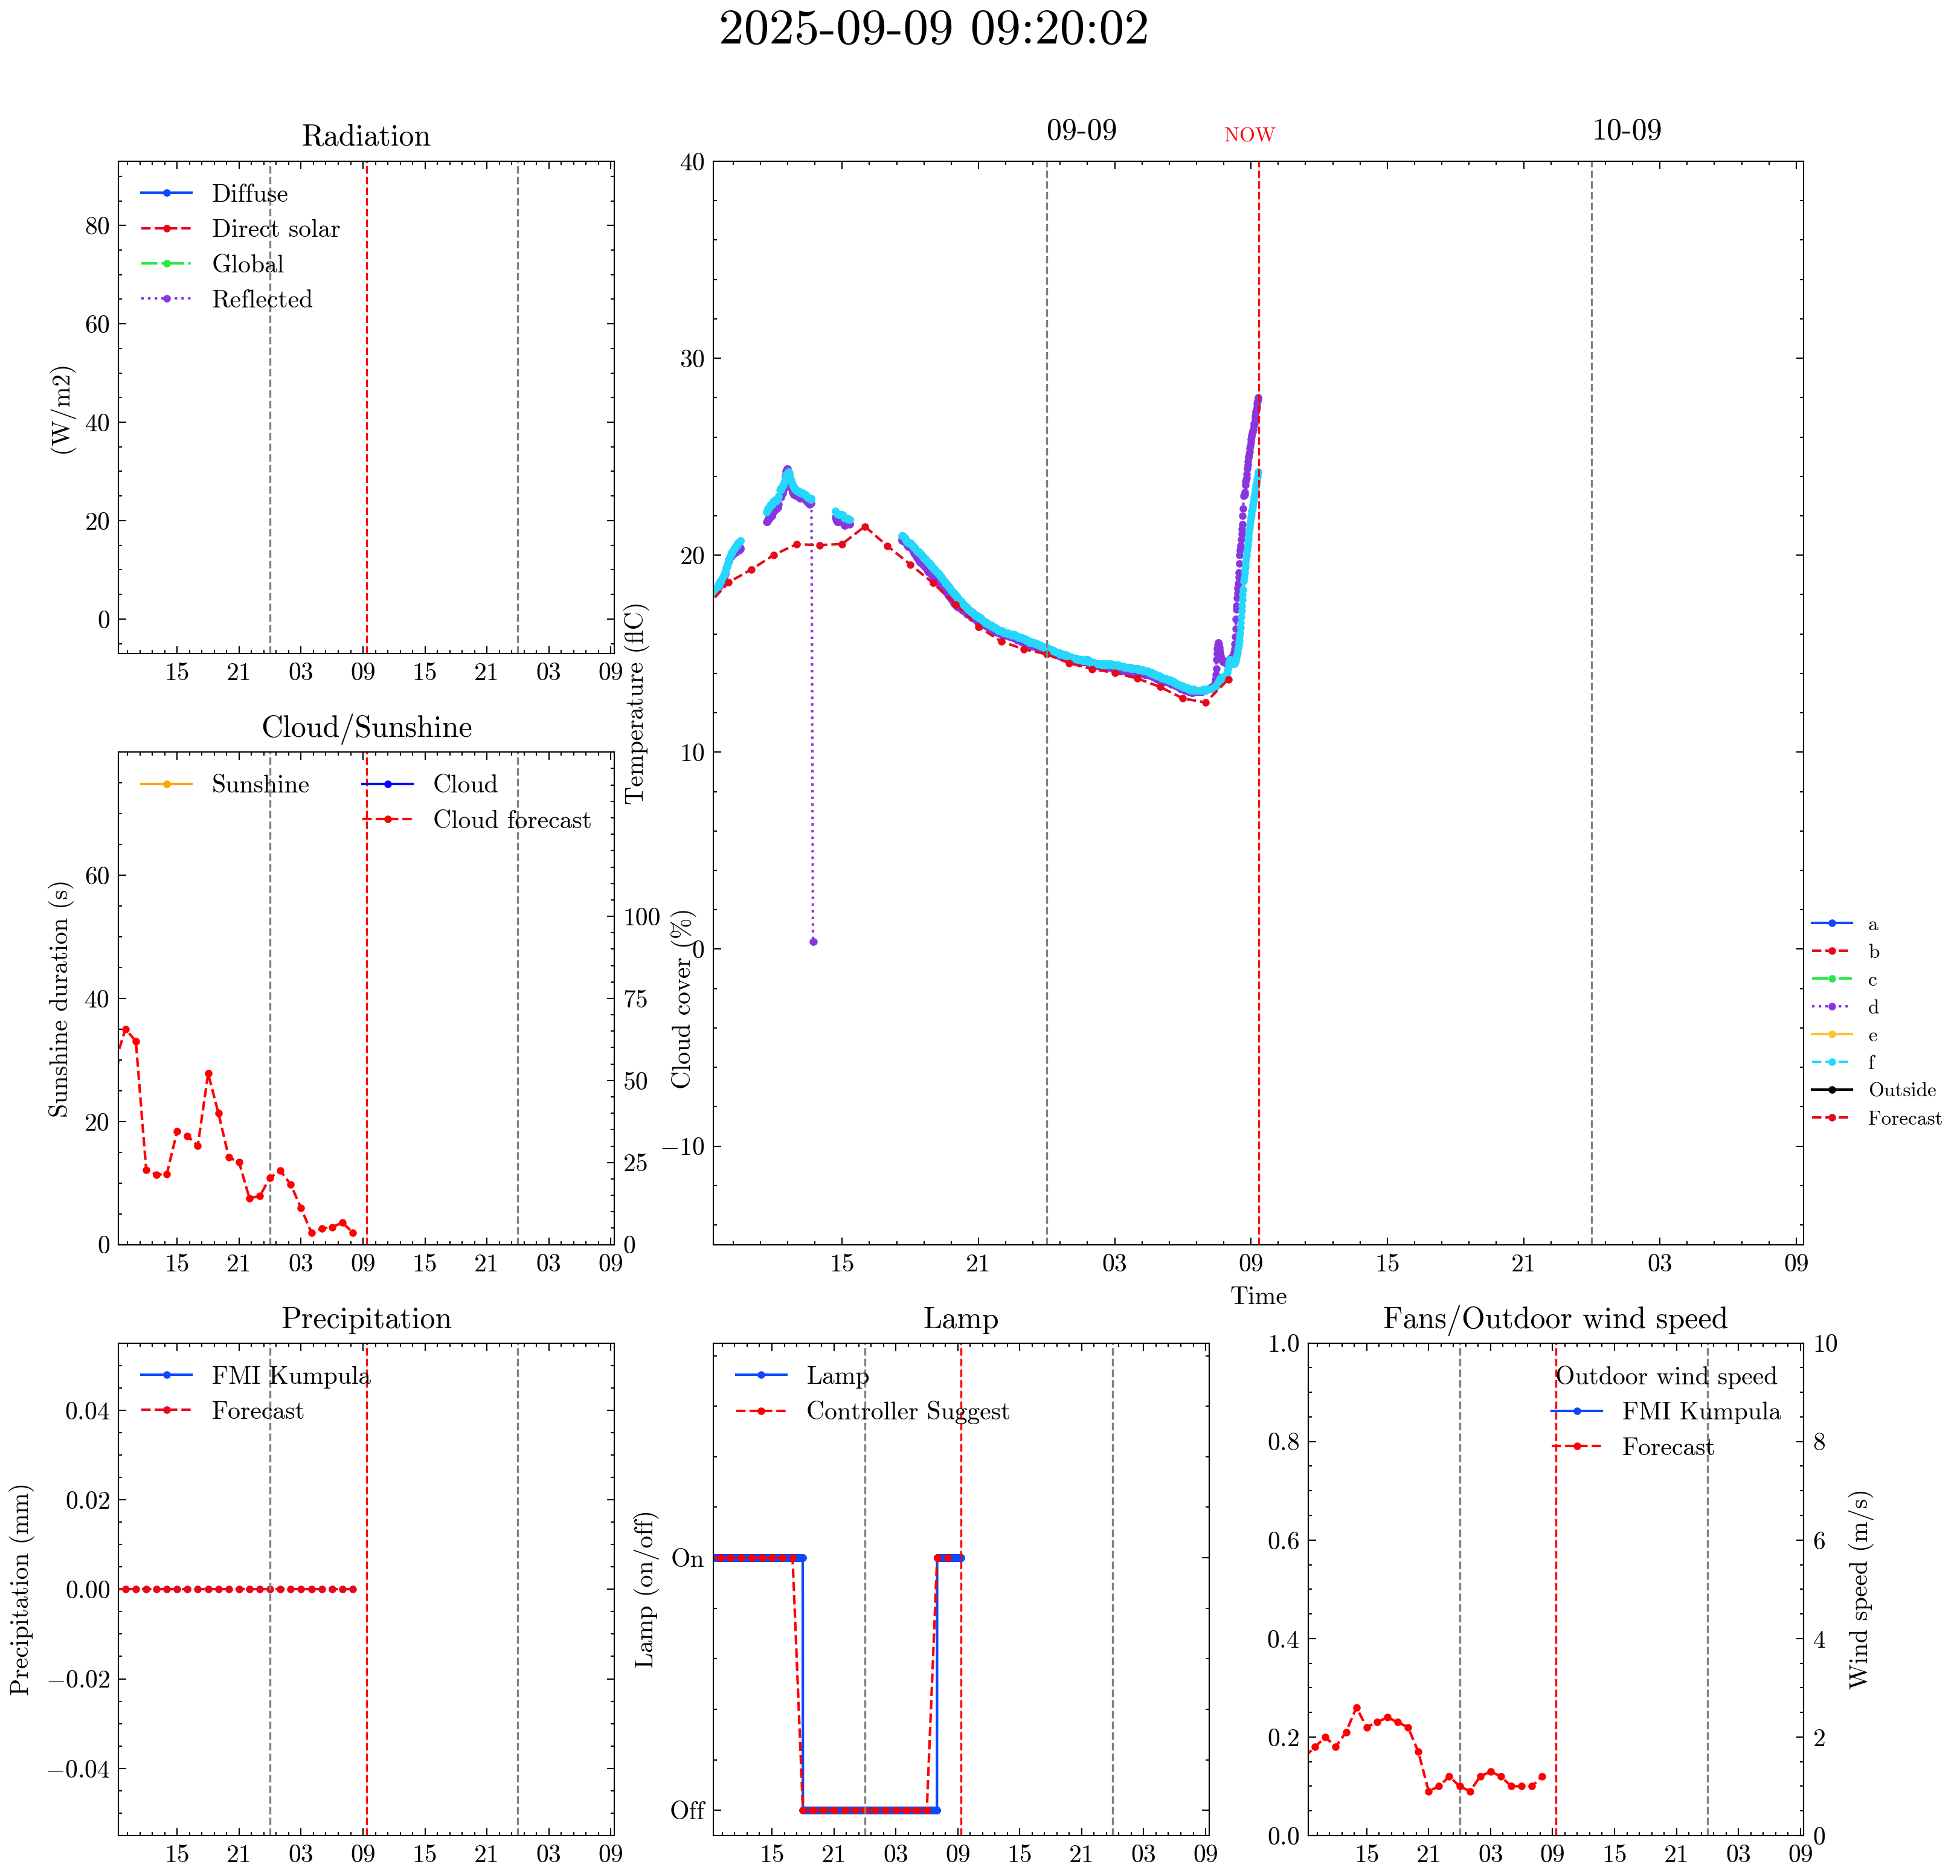 2025-09-09 09:20:02
Radiation
(W/m2)
80
60
40
20
0
Diffuse
Direct solar
Global
Reflected
15 21 03 09 15 21 03 09
09-09
NOW
10-09
Temperature (flC)
40
30
20
10
0
−10
15 21 03 09 15 21 03 09
Time
a
b
c
d
e
f
Outside
Forecast
Cloud/Sunshine
Sunshine duration (s)
60
40
20
0
Sunshine
Cloud
Cloud forecast
100
75
50
25
0
Cloud cover (%)
15 21 03 09 15 21 03 09
Precipitation
Precipitation (mm)
0.04
0.02
0.00
−0.02
−0.04
FMI Kumpula
Forecast
15 21 03 09 15 21 03 09
Lamp
Lamp (on/off)
On
Off
Lamp
Controller Suggest
15 21 03 09 15 21 03 09
Fans/Outdoor wind speed
1.0
0.8
0.6
0.4
0.2
0.0
Outdoor wind speed
FMI Kumpula
Forecast
10
8
6
4
2
0
Wind speed (m/s)
15 21 03 09 15 21 03 09